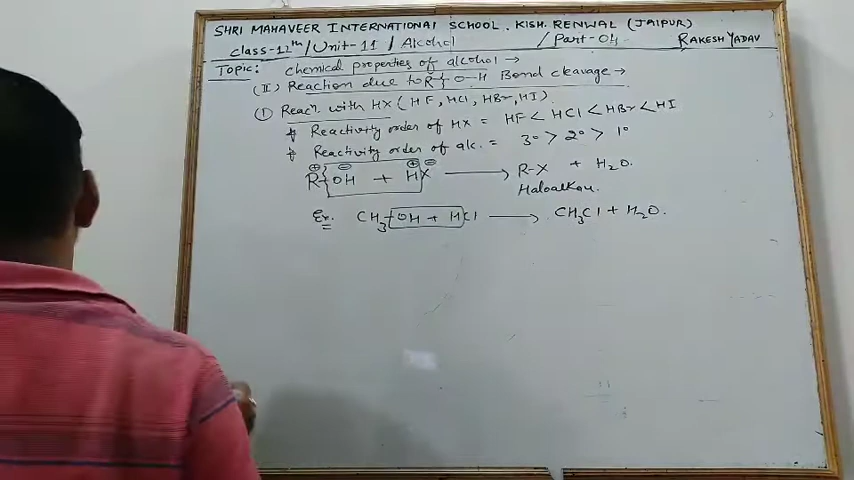 SHRI MAHAVEER INTERNATIONAL SCHOOL . KISH. RENWAL (JAIPUR)
class-12th/Unit-11 / Alcohol / Part-04 RAKESH YADAV
Topic: chemical properties of alcohol →
(II) Reaction due to R{O-H Bond cleavage →
① Reacn with HX ( HF, HCl, HBr, HI).
* Reactivity order of HX = HF < HCl < HBr < HI
* Reactivity order of alc. = 3° > 2° > 1°
R{OH + HX → R-X + H2O.
Haloalkan.
Ex. CH3-OH + HCl → CH3Cl + H2O.